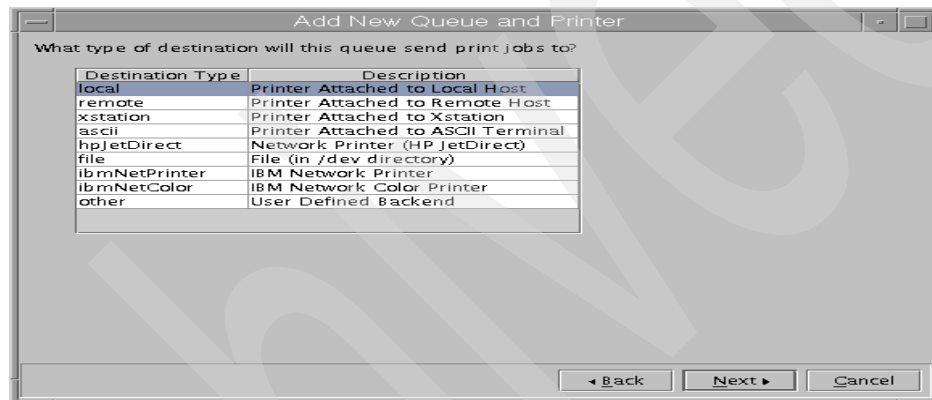 Add New Queue and Printer
What type of destination will this queue send print jobs to?
Destination Type Description
local Printer Attached to Local Host
remote Printer Attached to Remote Host
xstation Printer Attached to Xstation
ascii Printer Attached to ASCII Terminal
hpJetDirect Network Printer (HP JetDirect)
file File (in /dev directory)
ibmNetPrinter IBM Network Printer
ibmNetColor IBM Network Color Printer
other User Defined Backend
Back Next Cancel